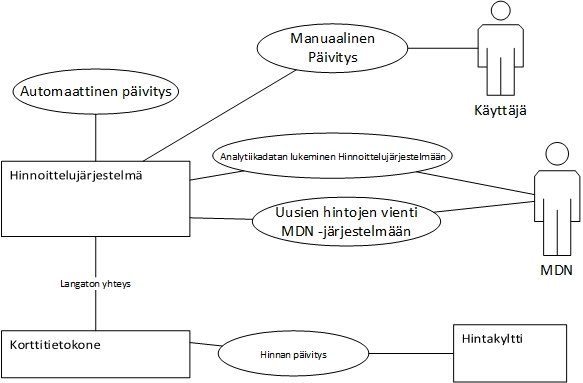 Manuaalinen
Päivitys
Käyttäjä
Automaattinen päivitys
Hinnoittelujärjestelmä
Analytiikadatan lukeminen Hinnoittelujärjestelmään
Uusien hintojen vienti
MDN -järjestelmään
MDN
Langaton yhteys
Korttitietokone
Hinnan päivitys
Hintakyltti